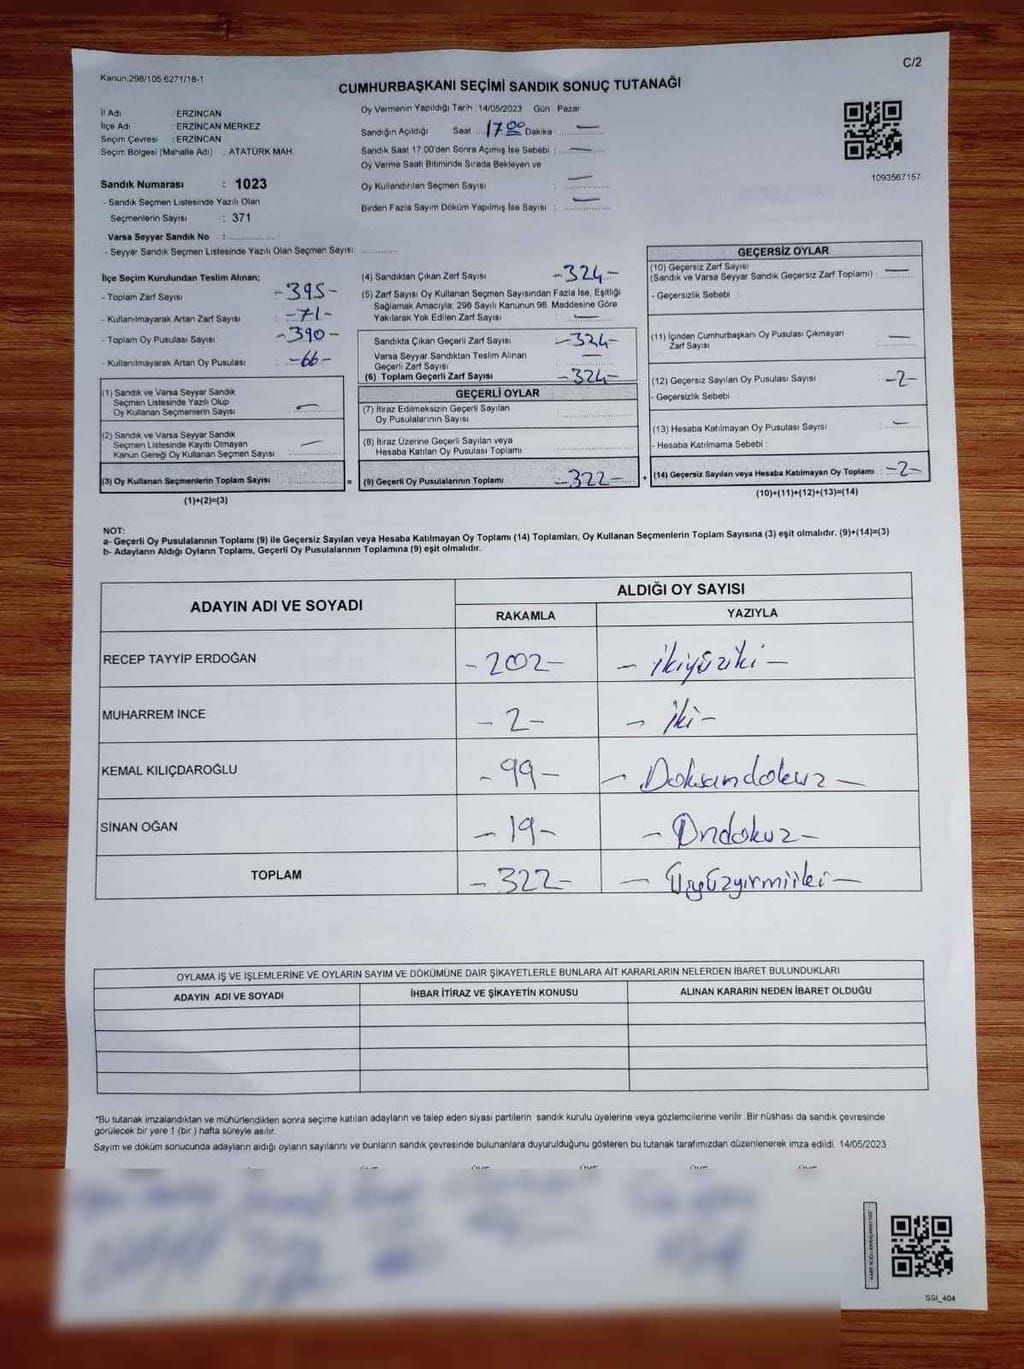 Kanun:298/105 6271/18-1
C/2
CUMHURBAŞKANI SEÇİMİ SANDIK SONUÇ TUTANAĞI
İl Adı : ERZİNCAN
İlçe Adı : ERZİNCAN MERKEZ
Seçim Çevresi : ERZİNCAN
Seçim Bölgesi (Mahalle Adı) : ATATÜRK MAH.
Sandık Numarası : 1023
- Sandık Seçmen Listesinde Yazılı Olan
Seçmenlerin Sayısı : 371
Varsa Seyyar Sandık No :
- Seyyar Sandık Seçmen Listesinde Yazılı Olan Seçmen Sayısı:
Oy Vermenin Yapıldığı Tarih : 14/05/2023 Gün : Pazar
Sandığın Açıldığı Saat 17 00 Dakika —
Sandık Saat 17:00'den Sonra Açımış İse Sebebi : —
Oy Verme Saati Bitiminde Sırada Bekleyen ve
Oy Kullandırılan Seçmen Sayısı : —
Birden Fazla Sayım Döküm Yapılmış İse Sayısı : —
1093567157
İlçe Seçim Kurulundan Teslim Alınan;
- Toplam Zarf Sayısı : -395-
- Kullanılmayarak Artan Zarf Sayısı : -71-
- Toplam Oy Pusulası Sayısı : -390-
- Kullanılmayarak Artan Oy Pusulası : -66-
(1) Sandık ve Varsa Seyyar Sandık
Seçmen Listesinde Yazılı Olup
Oy Kullanan Seçmenlerin Sayısı : —
(2) Sandık ve Varsa Seyyar Sandık
Seçmen Listesinde Kayıtlı Olmayan
Kanun Gereği Oy Kullanan Seçmen Sayısı : —
(3) Oy Kullanan Seçmenlerin Toplam Sayısı :
(1)+(2)=(3)
(4) Sandıktan Çıkan Zarf Sayısı : -324-
(5) Zarf Sayısı Oy Kullanan Seçmen Sayısından Fazla İse, Eşitliği
Sağlamak Amacıyla; 298 Sayılı Kanunun 98. Maddesine Göre
Yakılarak Yok Edilen Zarf Sayısı : —
Sandıkta Çıkan Geçerli Zarf Sayısı : -324-
Varsa Seyyar Sandıktan Teslim Alınan
Geçerli Zarf Sayısı : —
(6) Toplam Geçerli Zarf Sayısı : -324-
GEÇERLİ OYLAR
(7) İtiraz Edilmeksizin Geçerli Sayılan
Oy Pusulalarının Sayısı :
(8) İtiraz Üzerine Geçerli Sayılan veya
Hesaba Katılan Oy Pusulası Toplamı :
= (9) Geçerli Oy Pusulalarının Toplamı : -322- +
GEÇERSİZ OYLAR
(10) Geçersiz Zarf Sayısı
(Sandık ve Varsa Seyyar Sandık Geçersiz Zarf Toplamı) : —
- Geçersizlik Sebebi :
(11) İçinden Cumhurbaşkanı Oy Pusulası Çıkmayan
Zarf Sayısı : —
(12) Geçersiz Sayılan Oy Pusulası Sayısı : -2-
- Geçersizlik Sebebi :
(13) Hesaba Katılmayan Oy Pusulası Sayısı : —
- Hesaba Katılmama Sebebi :
(14) Geçersiz Sayılan veya Hesaba Katılmayan Oy Toplamı : -2-
(10)+(11)+(12)+(13)=(14)
NOT:
a- Geçerli Oy Pusulalarının Toplamı (9) ile Geçersiz Sayılan veya Hesaba Katılmayan Oy Toplamı (14) Toplamları, Oy Kullanan Seçmenlerin Toplam Sayısına (3) eşit olmalıdır. (9)+(14)=(3)
b- Adayların Aldığı Oyların Toplamı, Geçerli Oy Pusulalarının Toplamına (9) eşit olmalıdır.
ADAYIN ADI VE SOYADI
ALDIĞI OY SAYISI
RAKAMLA YAZIYLA
RECEP TAYYİP ERDOĞAN -202- - ikiyüziki -
MUHARREM İNCE -2- - iki -
KEMAL KILIÇDAROĞLU -99- - Doksandokuz -
SİNAN OĞAN -19- - Ondokuz -
TOPLAM -322- - Üçyüzyirmiiki -
OYLAMA İŞ VE İŞLEMLERİNE VE OYLARIN SAYIM VE DÖKÜMÜNE DAİR ŞİKAYETLERLE BUNLARA AİT KARARLARIN NELERDEN İBARET BULUNDUKLARI
ADAYIN ADI VE SOYADI İHBAR İTİRAZ VE ŞİKAYETİN KONUSU ALINAN KARARIN NEDEN İBARET OLDUĞU
*Bu tutanak imzalandıktan ve mühürlendikten sonra seçime katılan adayların ve talep eden siyasi partilerin sandık kurulu üyelerine veya gözlemcilerine verilir .Bir nüshası da sandık çevresinde
görülecek bir yere 1 (bir ) hafta süreyle asılır.
Sayım ve döküm sonucunda adayların aldığı oyların sayılarını ve bunların sandık çevresinde bulunanlara duyurulduğunu gösteren bu tutanak tarafımızdan düzenlenerek imza edildi. 14/05/2023
SSI_404